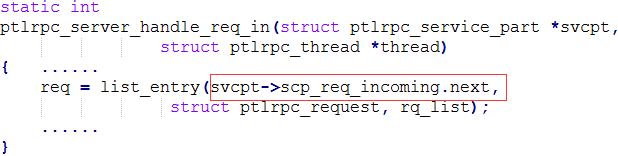 static int
ptlrpc_server_handle_req_in(struct ptlrpc_service_part *svcpt,
struct ptlrpc_thread *thread)
{ ......
req = list_entry(svcpt->scp_req_incoming.next,
struct ptlrpc_request, rq_list);
......
}